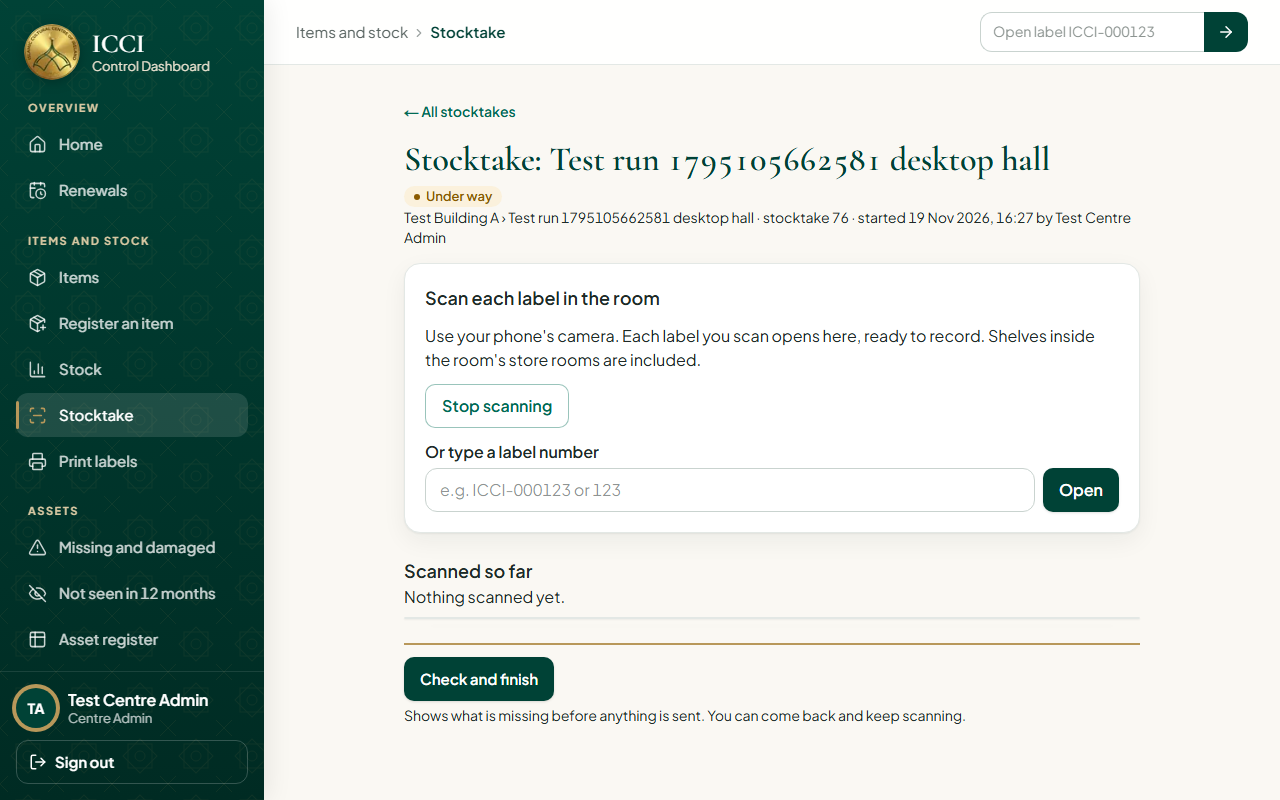 ICCI
Control Dashboard
OVERVIEW
Home
Renewals
ITEMS AND STOCK
Items
Register an item
Stock
Stocktake
Print labels
ASSETS
Missing and damaged
Not seen in 12 months
Asset register
TA
Test Centre Admin
Centre Admin
Sign out
Items and stock › Stocktake
Open label ICCI-000123
← All stocktakes
Stocktake: Test run 1795105662581 desktop hall
Under way
Test Building A › Test run 1795105662581 desktop hall · stocktake 76 · started 19 Nov 2026, 16:27 by Test Centre
Admin
Scan each label in the room
Use your phone's camera. Each label you scan opens here, ready to record. Shelves inside
the room's store rooms are included.
Stop scanning
Or type a label number
e.g. ICCI-000123 or 123
Open
Scanned so far
Nothing scanned yet.
Check and finish
Shows what is missing before anything is sent. You can come back and keep scanning.